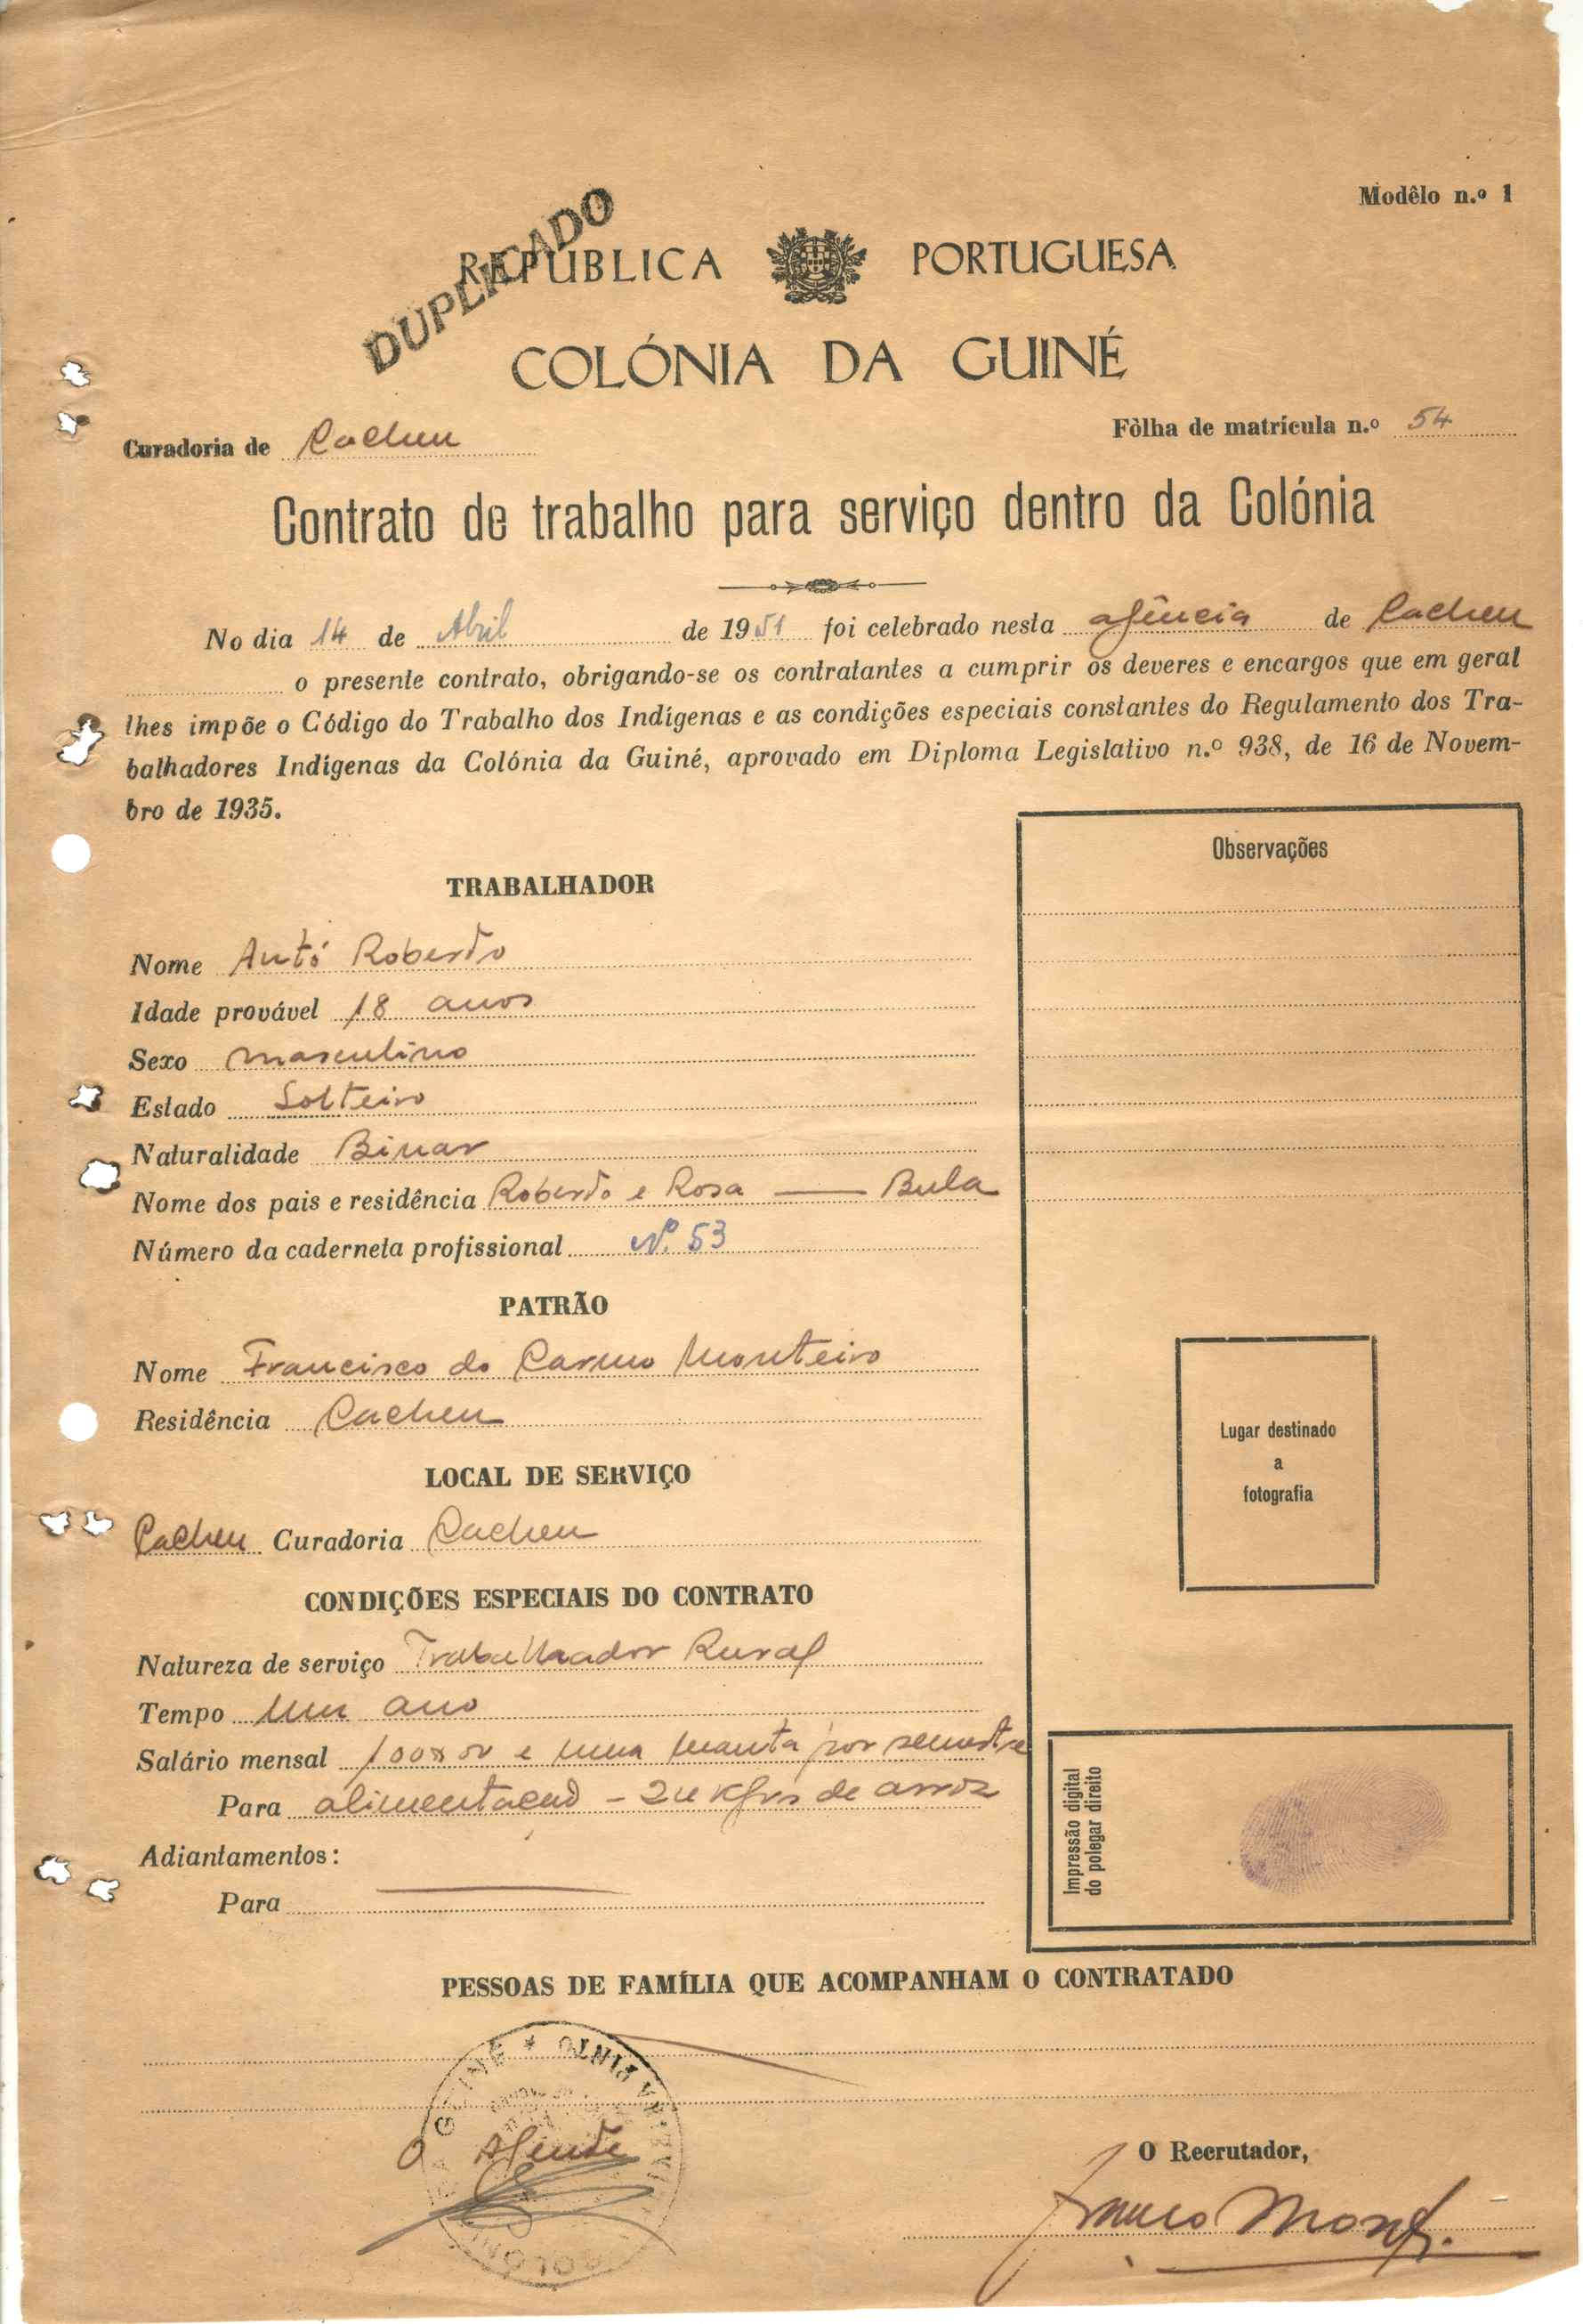 Modêlo n.º 1
DUPLICADO
REPÚBLICA PORTUGUESA
COLÓNIA DA GUINÉ
Curadoria de Cacheu
Fôlha de matrícula n.º 54
Contrato de trabalho para serviço dentro da Colónia
No dia 14 de Abril de 1951 foi celebrado nesta agência de Cacheu
o presente contrato, obrigando-se os contratantes a cumprir os deveres e encargos que em geral
lhes impõe o Código do Trabalho dos Indígenas e as condições especiais constantes do Regulamento dos Tra-
balhadores Indígenas da Colónia da Guiné, aprovado em Diploma Legislativo n.º 938, de 16 de Novem-
bro de 1935.
Observações
TRABALHADOR
Nome Antó Roberto
Idade provável 18 anos
Sexo masculino
Estado Solteiro
Naturalidade Binar
Nome dos pais e residência Roberto e Rosa — Bula
Número da caderneta profissional Nº. 53
PATRÃO
Nome Francisco do Carmo Monteiro
Residência Cacheu
Lugar destinado
a
fotografia
LOCAL DE SERVIÇO
Cacheu Curadoria Cacheu
CONDIÇÕES ESPECIAIS DO CONTRATO
Natureza de serviço Trabalhador Rural
Tempo Um ano
Salário mensal 100$00 e uma manta por semestre
Para alimentação - 24 Kgrs de arroz
Adiantamentos:
Para
Impressão digital
do polegar direito
PESSOAS DE FAMÍLIA QUE ACOMPANHAM O CONTRATADO
GUINÉ * PINTO
O Agente
O Recrutador,